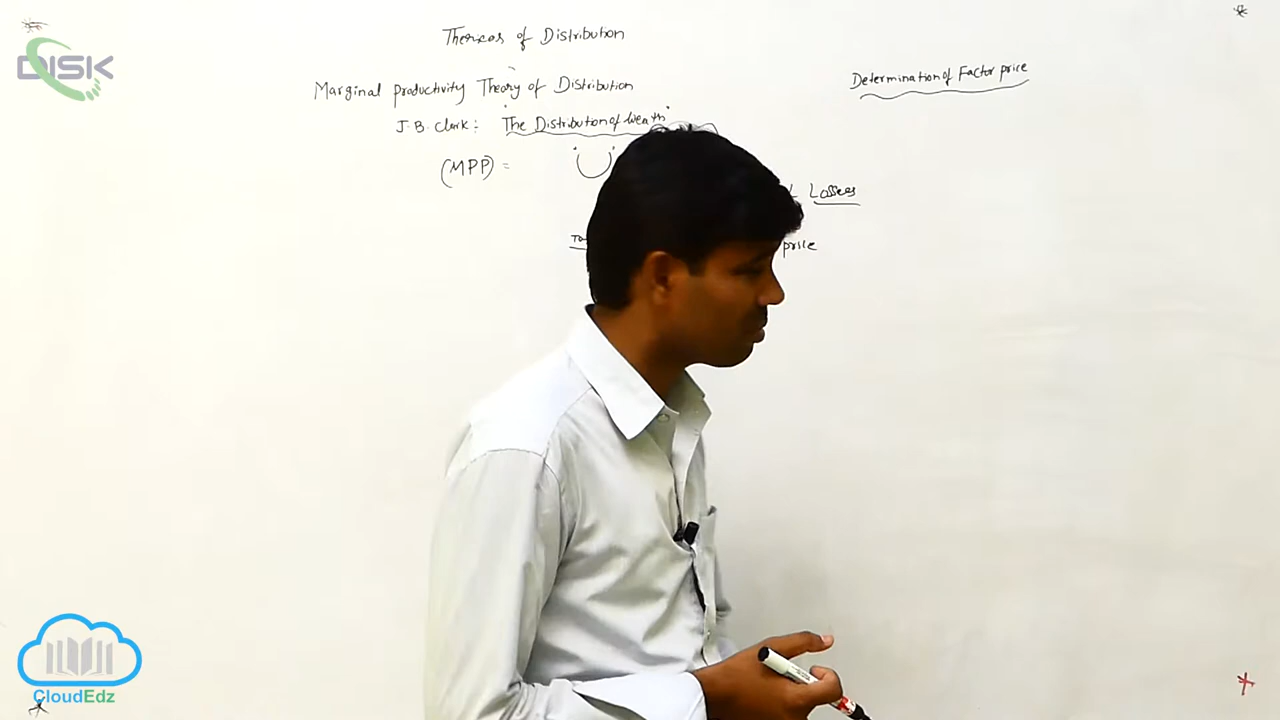 DISK
Theries of Distribution
Marginal productivity Theory of Distribution
J.B. Clark: "The Distribution of Wealth"
(MPP) =
Losses
price
Determination of Factor price
CloudEdz